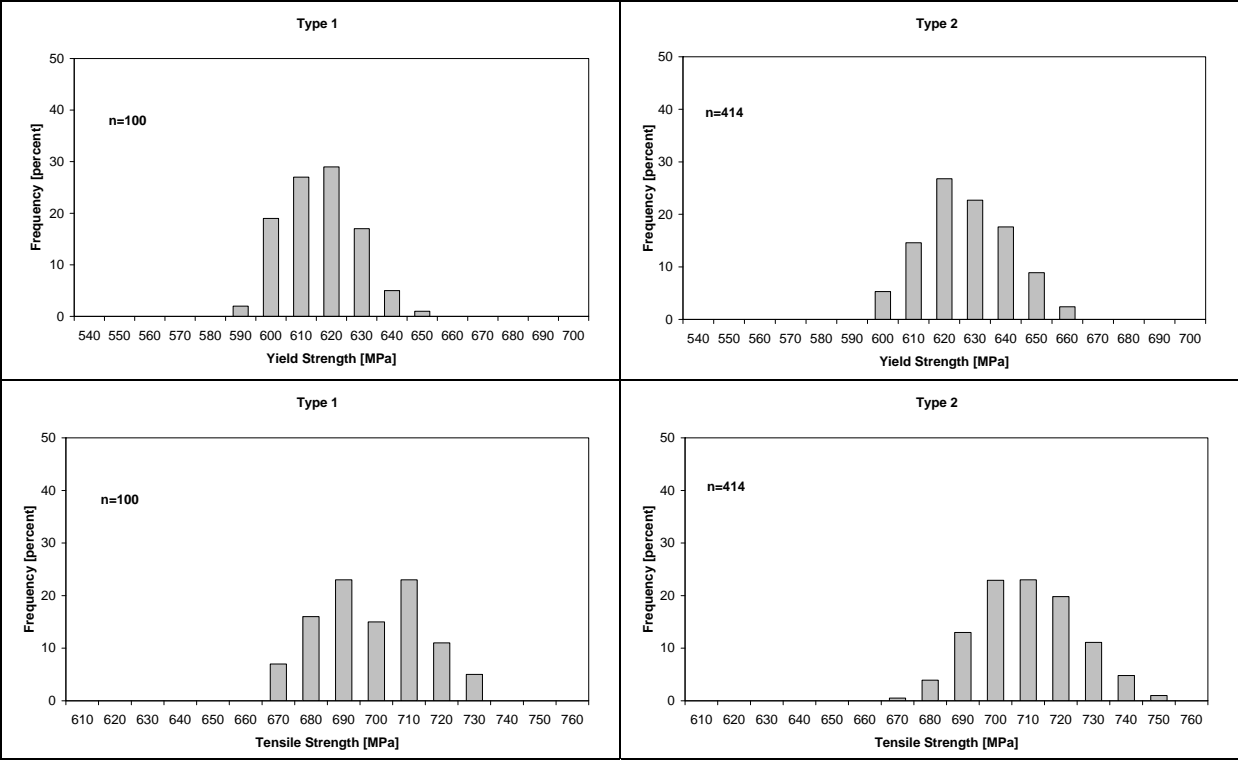 Type 1
50
40
30
20
10
0
Frequency [percent]
n=100
540 550 560 570 580 590 600 610 620 630 640 650 660 670 680 690 700
Yield Strength [MPa]
Type 2
50
40
30
20
10
0
Frequency [percent]
n=414
540 550 560 570 580 590 600 610 620 630 640 650 660 670 680 690 700
Yield Strength [MPa]
Type 1
50
40
30
20
10
0
Frequency [percent]
n=100
610 620 630 640 650 660 670 680 690 700 710 720 730 740 750 760
Tensile Strength [MPa]
Type 2
50
40
30
20
10
0
Frequency [percent]
n=414
610 620 630 640 650 660 670 680 690 700 710 720 730 740 750 760
Tensile Strength [MPa]